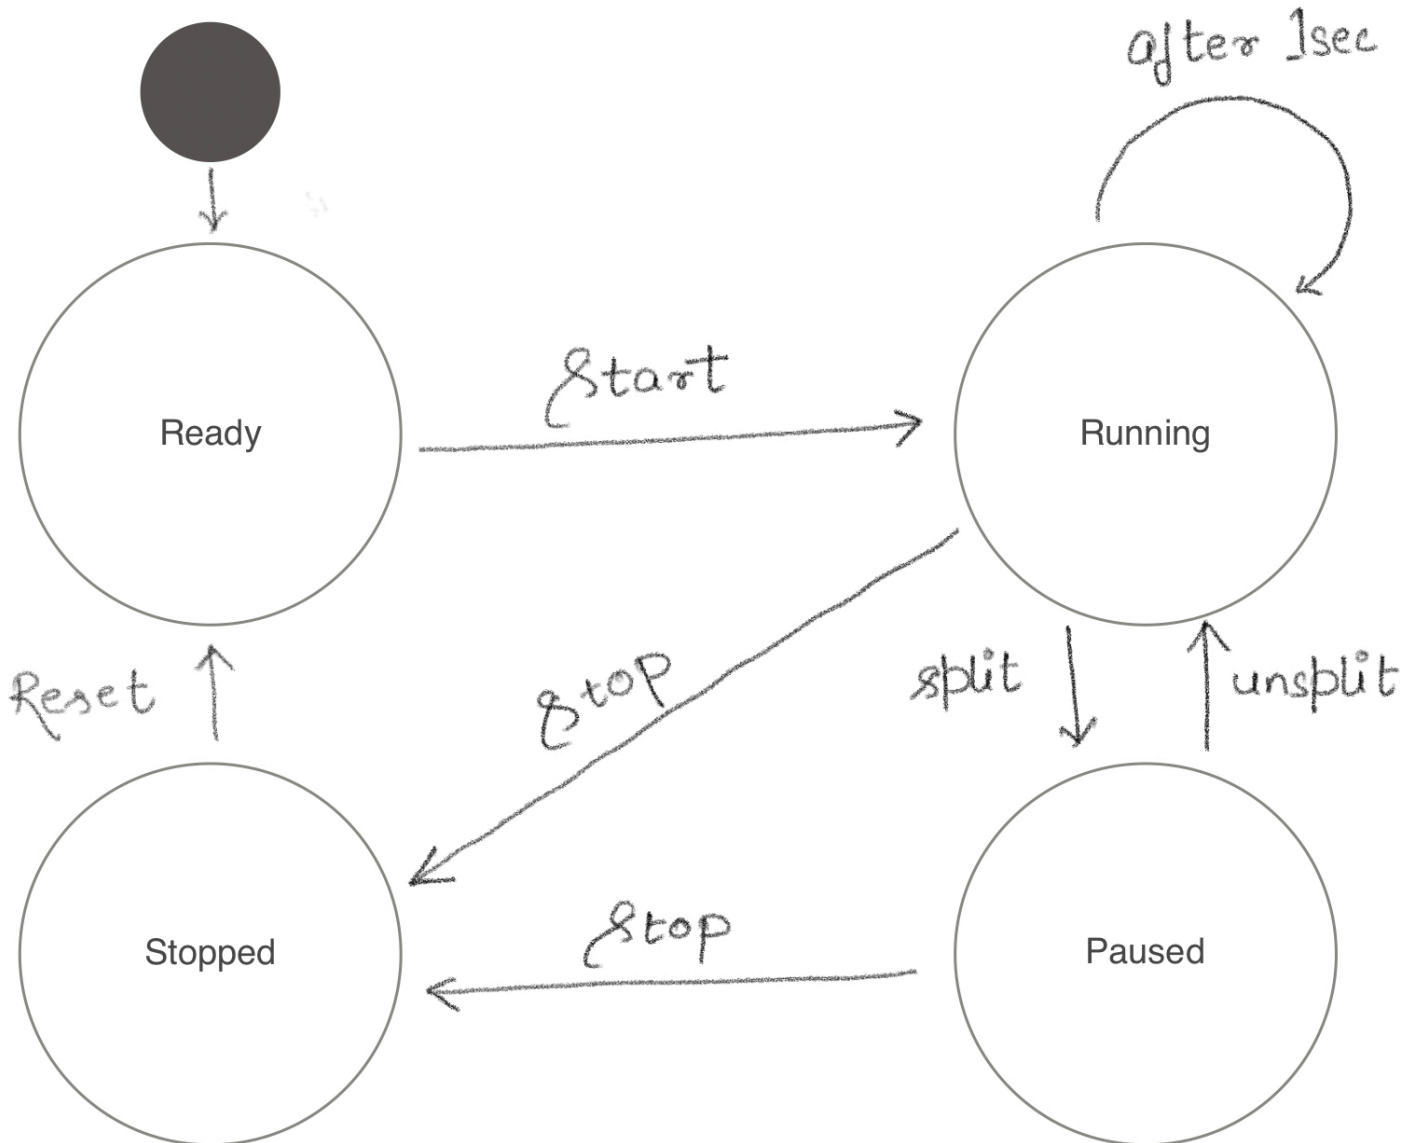 after 1sec
Start
Ready
Running
Stop
Reset
split
unsplit
Stop
Stopped
Paused